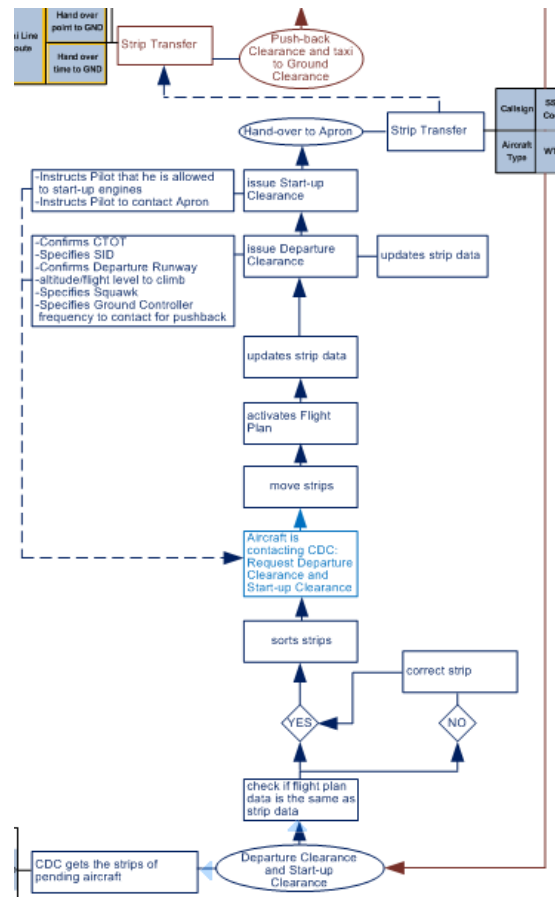 Hand over
point to GND
xi Line
oute
Hand over
time to GND
Strip Transfer
Push-back
Clearance and taxi
to Ground
Clearance
Callsign
SS
Co
Aircraft
Type
WT
Hand-over to Apron
Strip Transfer
-Instructs Pilot that he is allowed
to start-up engines
-Instructs Pilot to contact Apron
issue Start-up
Clearance
-Confirms CTOT
-Specifies SID
-Confirms Departure Runway
-altitude/flight level to climb
-Specifies Squawk
-Specifies Ground Controller
frequency to contact for pushback
issue Departure
Clearance
updates strip data
updates strip data
activates Flight
Plan
move strips
Aircraft is
contacting CDC:
Request Departure
Clearance and
Start-up Clearance
sorts strips
correct strip
YES
NO
check if flight plan
data is the same as
strip data
CDC gets the strips of
pending aircraft
Departure Clearance
and Start-up
Clearance